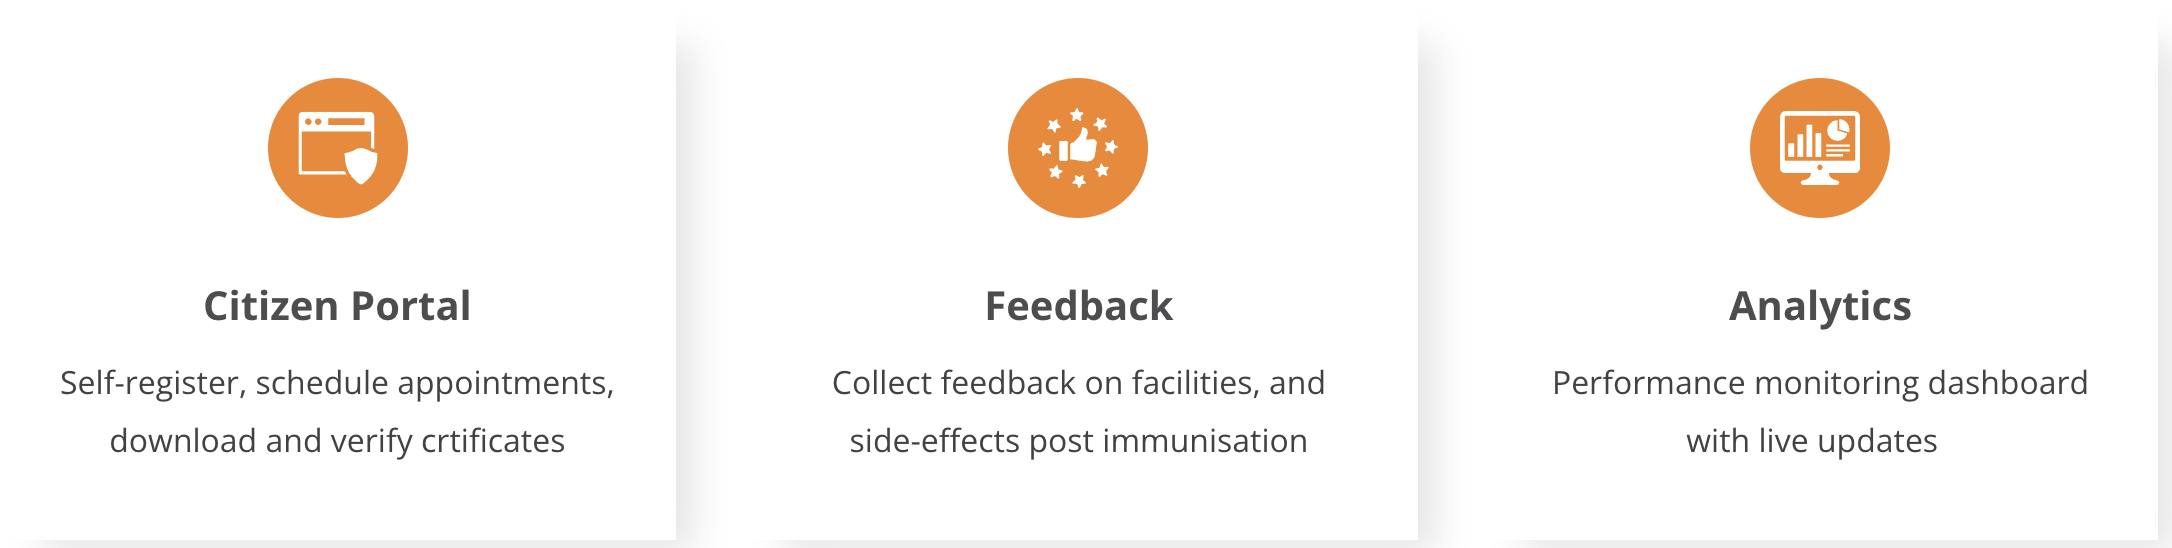 Citizen Portal
Self-register, schedule appointments,
download and verify crtificates
Feedback
Collect feedback on facilities, and
side-effects post immunisation
Analytics
Performance monitoring dashboard
with live updates